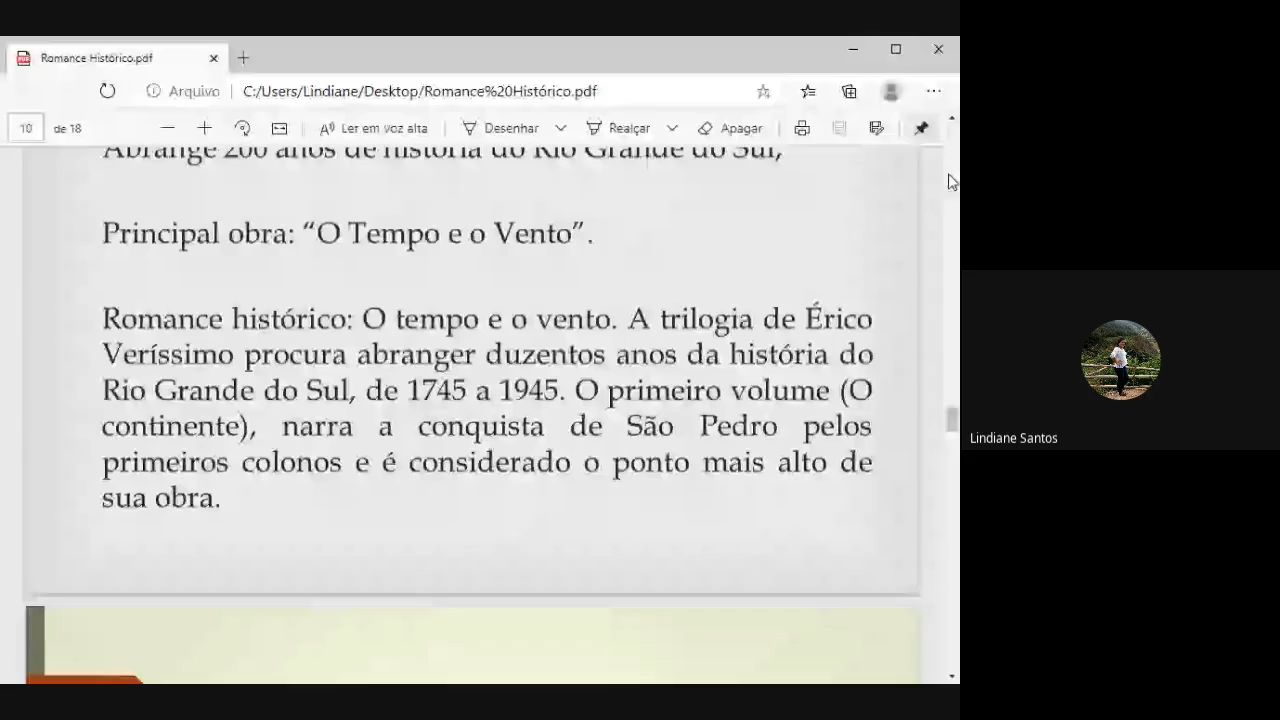 Romance Histórico.pdf
Arquivo C:/Users/Lindiane/Desktop/Romance%20Histórico.pdf
10 de 18 Ler em voz alta Desenhar Realçar Apagar
Abrange 200 anos de história do Rio Grande do Sul,
Principal obra: “O Tempo e o Vento”.
Romance histórico: O tempo e o vento. A trilogia de Érico
Veríssimo procura abranger duzentos anos da história do
Rio Grande do Sul, de 1745 a 1945. O primeiro volume (O
continente), narra a conquista de São Pedro pelos
primeiros colonos e é considerado o ponto mais alto de
sua obra.
Lindiane Santos